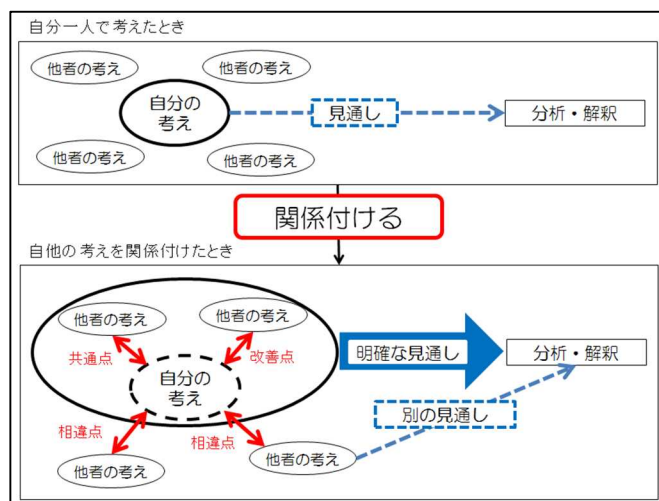 自分一人で考えたとき
他者の考え
他者の考え
自分の
考え
見通し
分析・解釈
他者の考え
他者の考え
関係付ける
自他の考えを関係付けたとき
他者の考え
他者の考え
共通点
改善点
自分の
考え
明確な見通し
分析・解釈
別の見通し
相違点
相違点
他者の考え
他者の考え